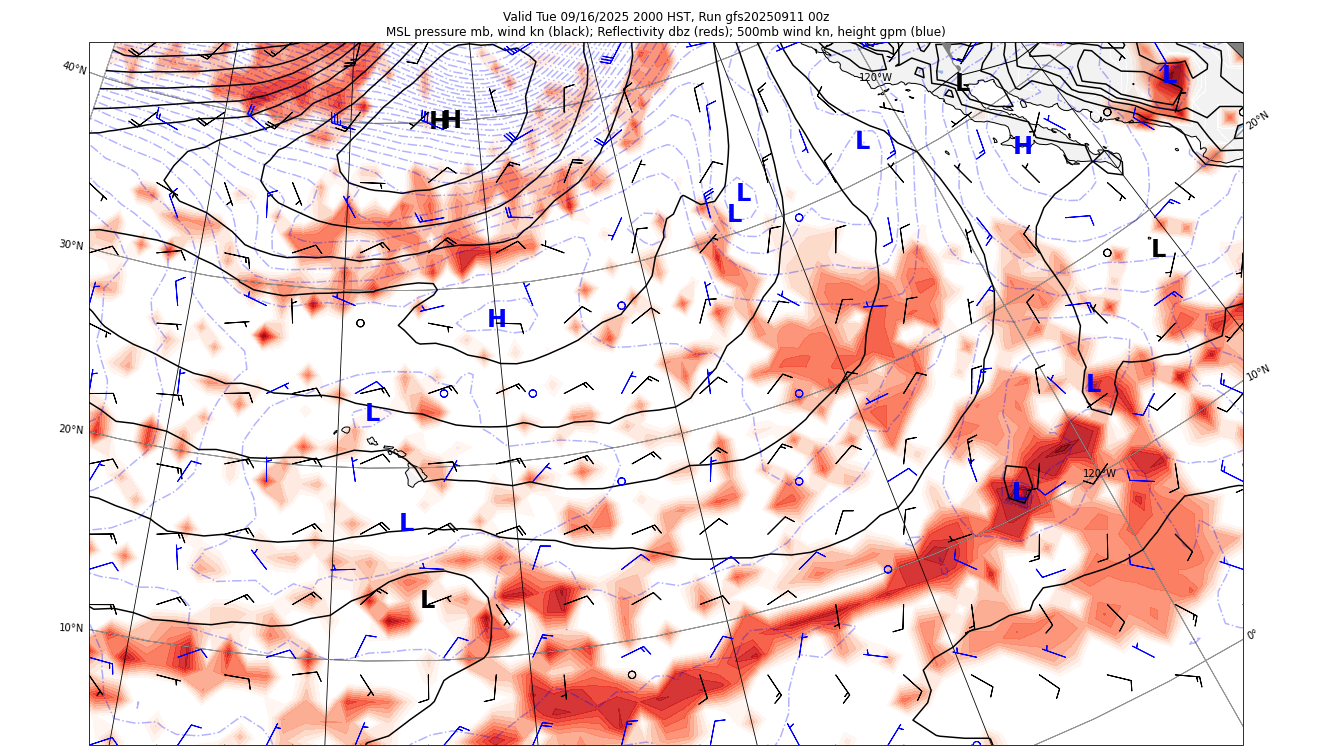 Valid Tue 09/16/2025 2000 HST, Run gfs20250911 00z
MSL pressure mb, wind kn (black); Reflectivity dbz (reds); 500mb wind kn, height gpm (blue)
40°N
120°W
L
L
20°N
H
H
L
H
L
L
30°N
L
H
10°N
L
20°N
L
120°W
L
L
L
10°N
0°